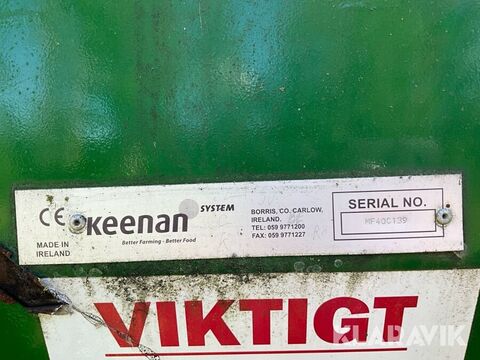 CE
MADE IN
IRELAND
Keenan SYSTEM
Better Farming - Better Food
BORRIS, CO. CARLOW,
IRELAND.
TEL: 059 9771200
FAX: 059 9771227
SERIAL NO.
MF40C139
VIKTIGT
KLARAVIK